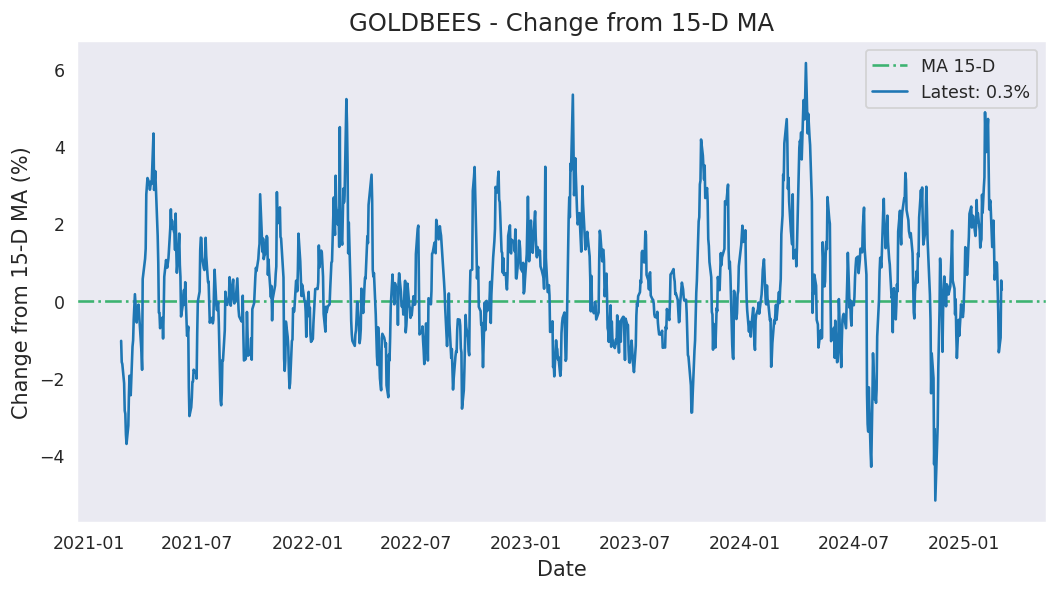 GOLDBEES - Change from 15-D MA
MA 15-D
Latest: 0.3%
Change from 15-D MA (%)
6
4
2
0
−2
−4
2021-01 2021-07 2022-01 2022-07 2023-01 2023-07 2024-01 2024-07 2025-01
Date